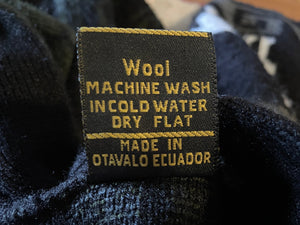 Wool
MACHINE WASH
IN COLD WATER
DRY FLAT
MADE IN
OTAVALO ECUADOR